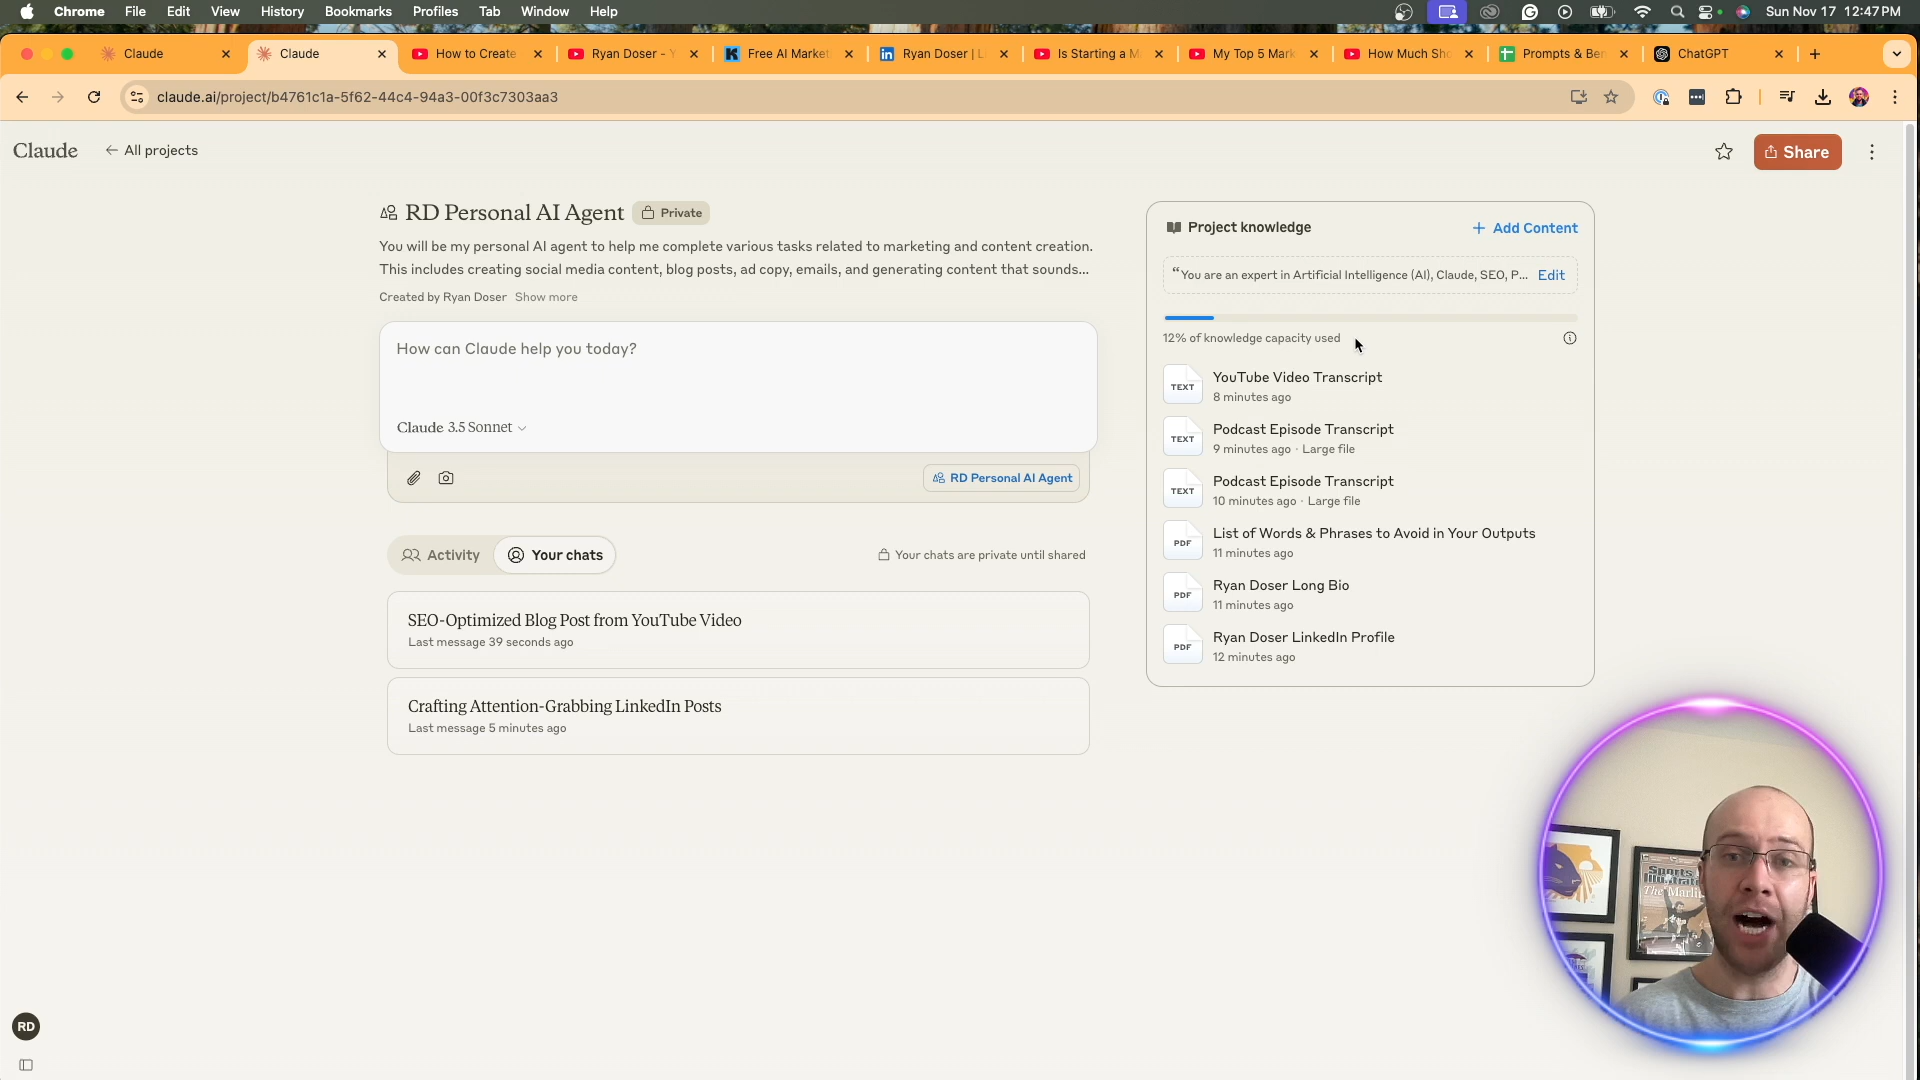 Chrome File Edit View History Bookmarks Profiles Tab Window Help Sun Nov 17 12:47 PM
Claude Claude How to Create Ryan Doser - Free AI Market Ryan Doser | Is Starting a M My Top 5 Mark How Much Sho Prompts & Ben ChatGPT
claude.ai/project/b4761c1a-5f62-44c4-94a3-00f3c7303aa3
Claude ← All projects Share
RD Personal AI Agent Private
You will be my personal AI agent to help me complete various tasks related to marketing and content creation.
This includes creating social media content, blog posts, ad copy, emails, and generating content that sounds...
Created by Ryan Doser Show more
How can Claude help you today?
Claude 3.5 Sonnet
RD Personal AI Agent
Activity Your chats Your chats are private until shared
SEO-Optimized Blog Post from YouTube Video
Last message 39 seconds ago
Crafting Attention-Grabbing LinkedIn Posts
Last message 5 minutes ago
Project knowledge + Add Content
“You are an expert in Artificial Intelligence (AI), Claude, SEO, P... Edit
12% of knowledge capacity used
TEXT YouTube Video Transcript
8 minutes ago
TEXT Podcast Episode Transcript
9 minutes ago · Large file
TEXT Podcast Episode Transcript
10 minutes ago · Large file
PDF List of Words & Phrases to Avoid in Your Outputs
11 minutes ago
PDF Ryan Doser Long Bio
11 minutes ago
PDF Ryan Doser LinkedIn Profile
12 minutes ago
Sports
Illustrated
The Marli
RD